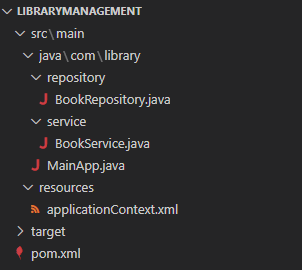 LIBRARYMANAGEMENT
src\main
java\com\library
repository
BookRepository.java
service
BookService.java
MainApp.java
resources
applicationContext.xml
target
pom.xml